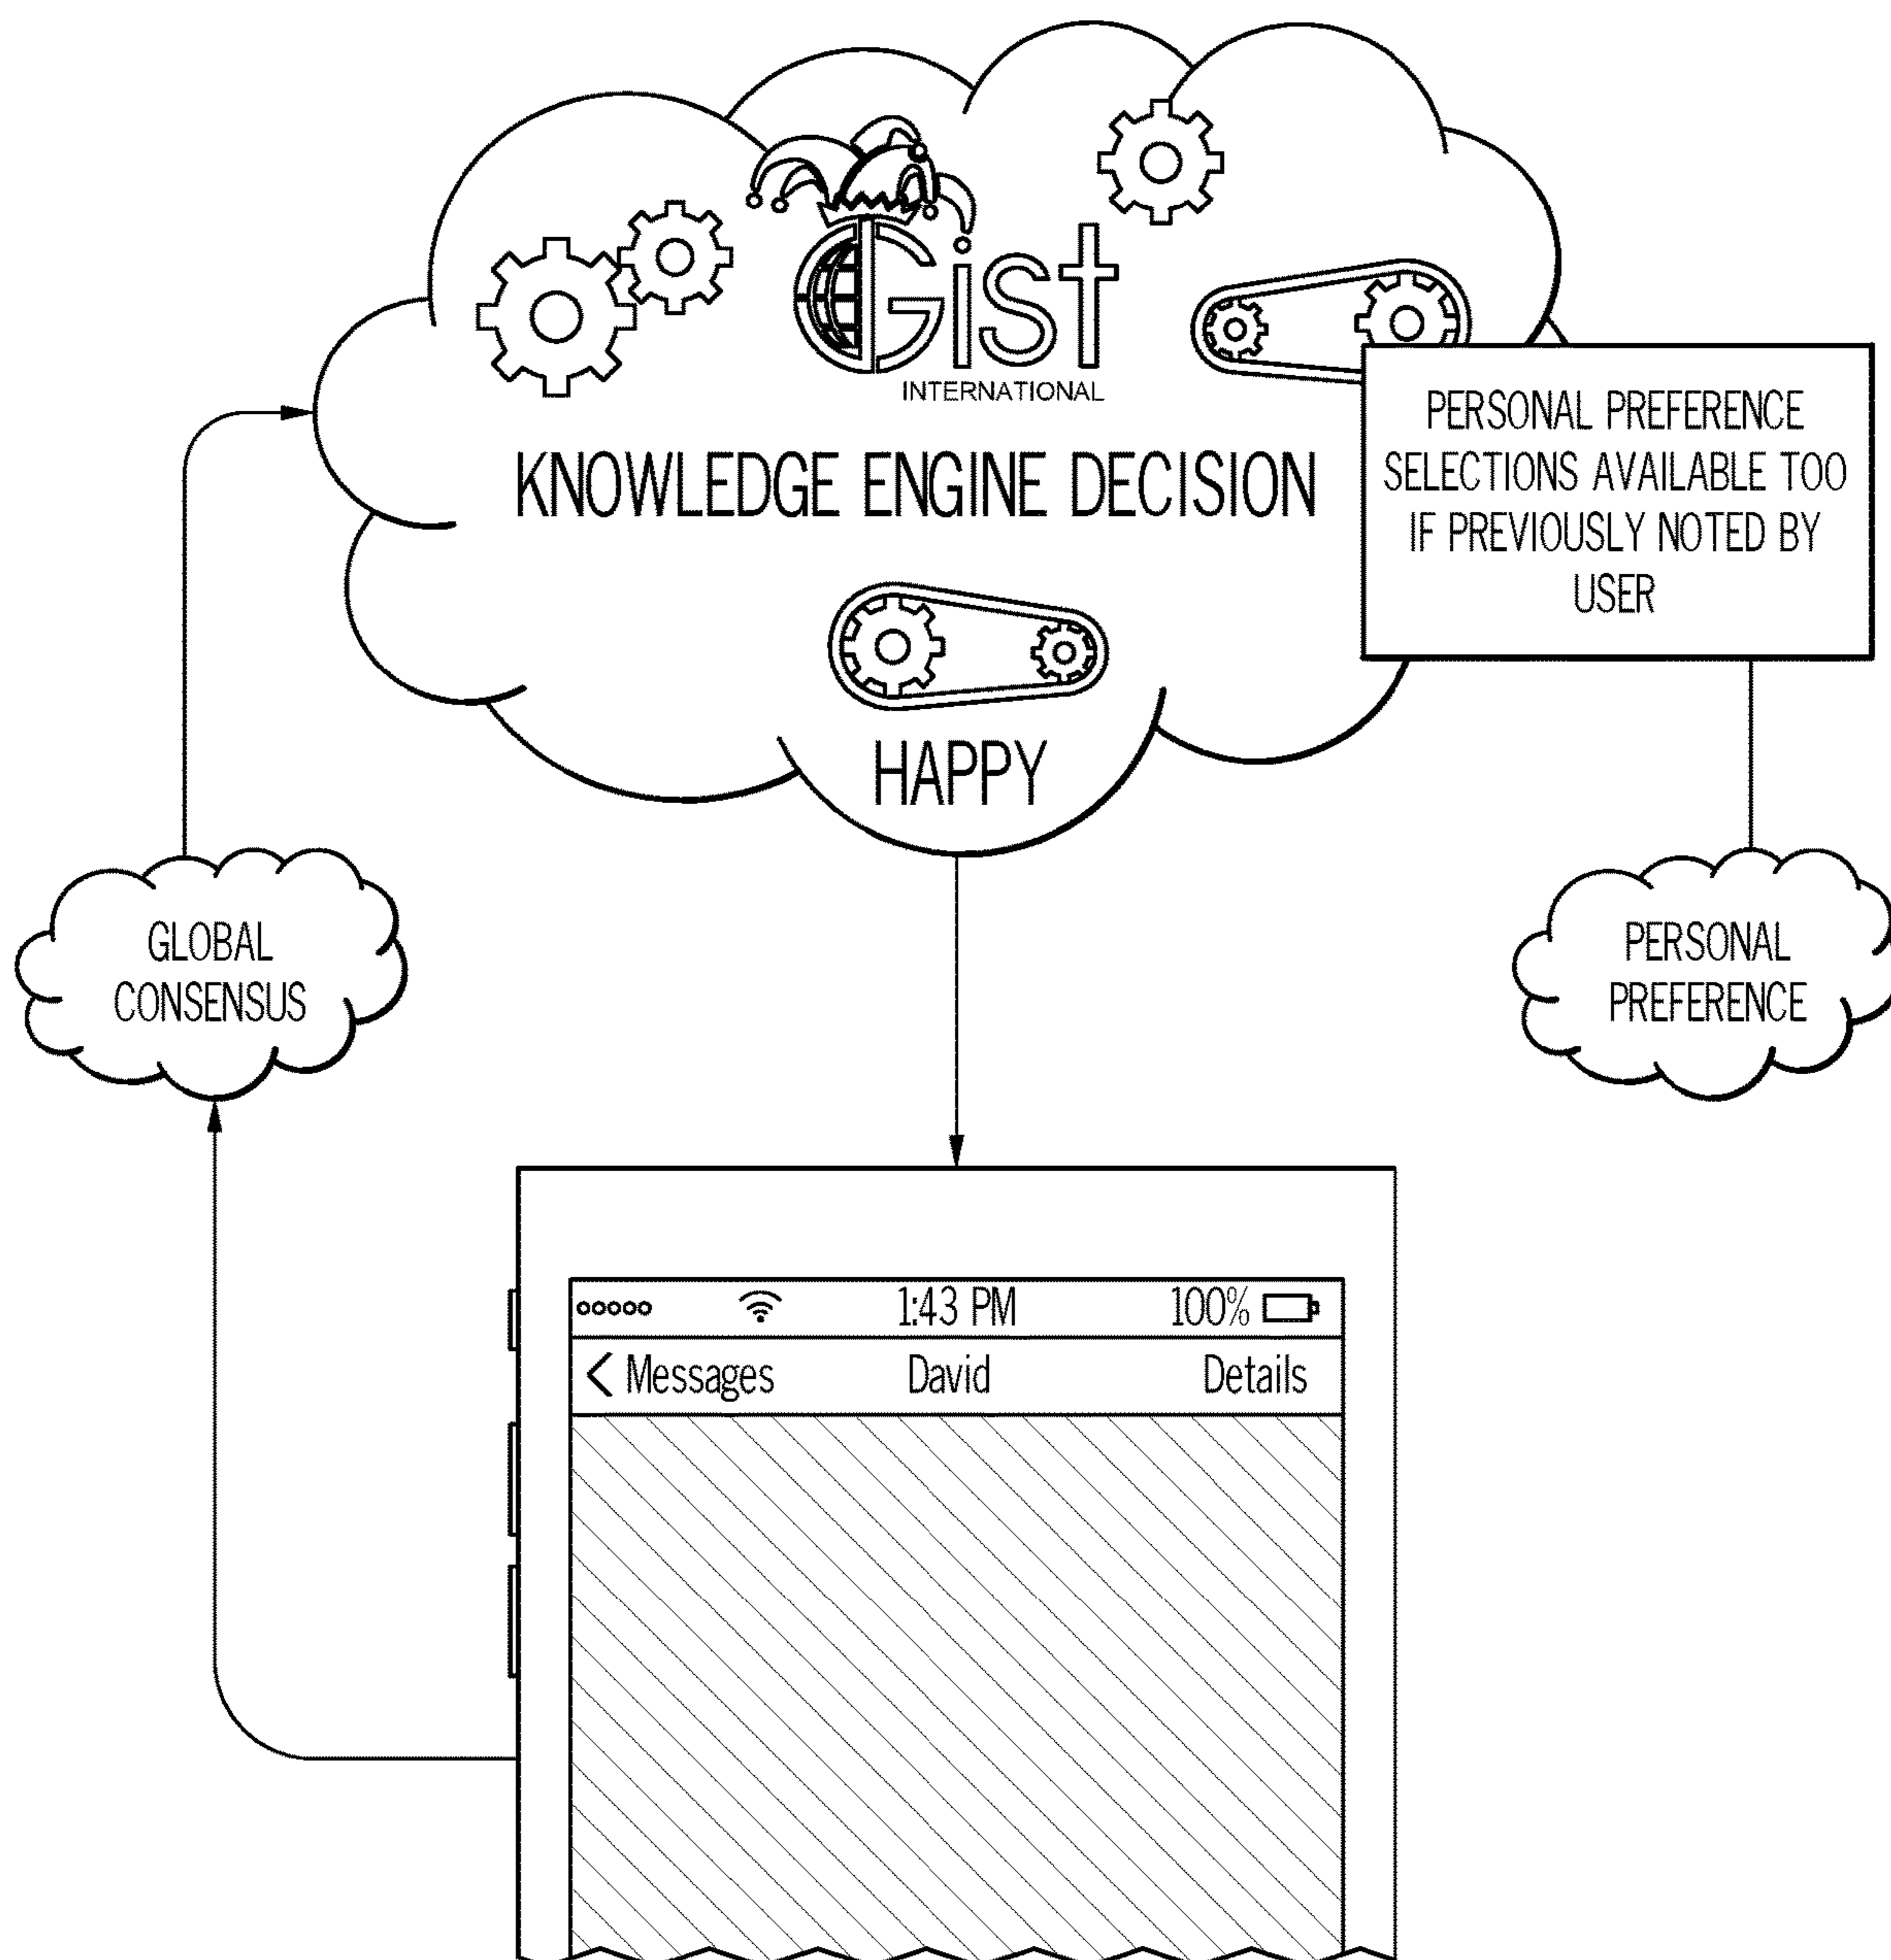 Gist
INTERNATIONAL
KNOWLEDGE ENGINE DECISION
PERSONAL PREFERENCE
SELECTIONS AVAILABLE TOO
IF PREVIOUSLY NOTED BY
USER
HAPPY
GLOBAL
CONSENSUS
PERSONAL
PREFERENCE
1:43 PM 100%
< Messages David Details